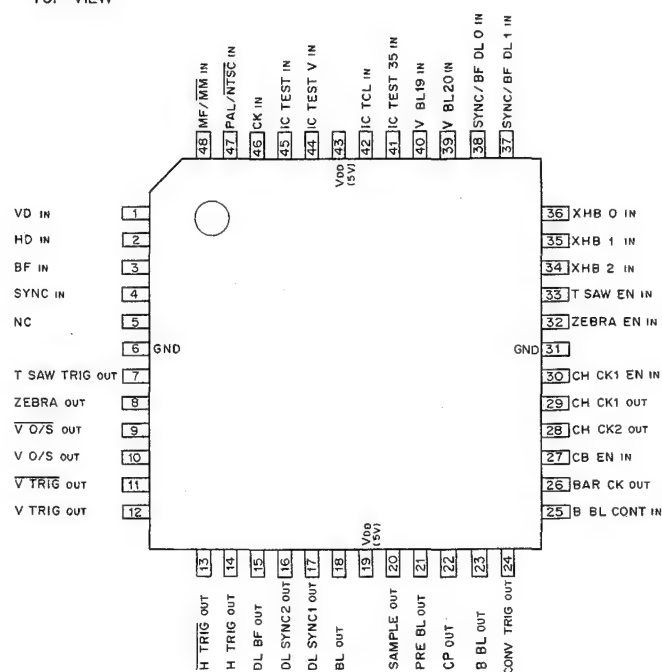 TOP VIEW
48 MF/MM IN
47 PAL/NTSC IN
46 CK IN
45 IC TEST IN
44 IC TEST V IN
43 VDD (5V)
42 IC TCL IN
41 IC TEST 35 IN
40 V BL19 IN
39 V BL20 IN
38 SYNC/BF DL 0 IN
37 SYNC/BF DL 1 IN
VD IN 1
HD IN 2
BF IN 3
SYNC IN 4
NC 5
6 GND
T SAW TRIG OUT 7
ZEBRA OUT 8
V O/S OUT 9
V O/S OUT 10
V TRIG OUT 11
V TRIG OUT 12
36 XHB 0 IN
35 XHB 1 IN
34 XHB 2 IN
33 T SAW EN IN
32 ZEBRA EN IN
GND 31
30 CH CK1 EN IN
29 CH CK1 OUT
28 CH CK2 OUT
27 CB EN IN
26 BAR CK OUT
25 B BL CONT IN
13 H TRIG OUT
14 H TRIG OUT
15 DL BF OUT
16 DL SYNC2 OUT
17 DL SYNC1 OUT
18 BL OUT
19 VDD (5V)
20 SAMPLE OUT
21 PRE BL OUT
22 CP OUT
23 B BL OUT
24 CONV TRIG OUT